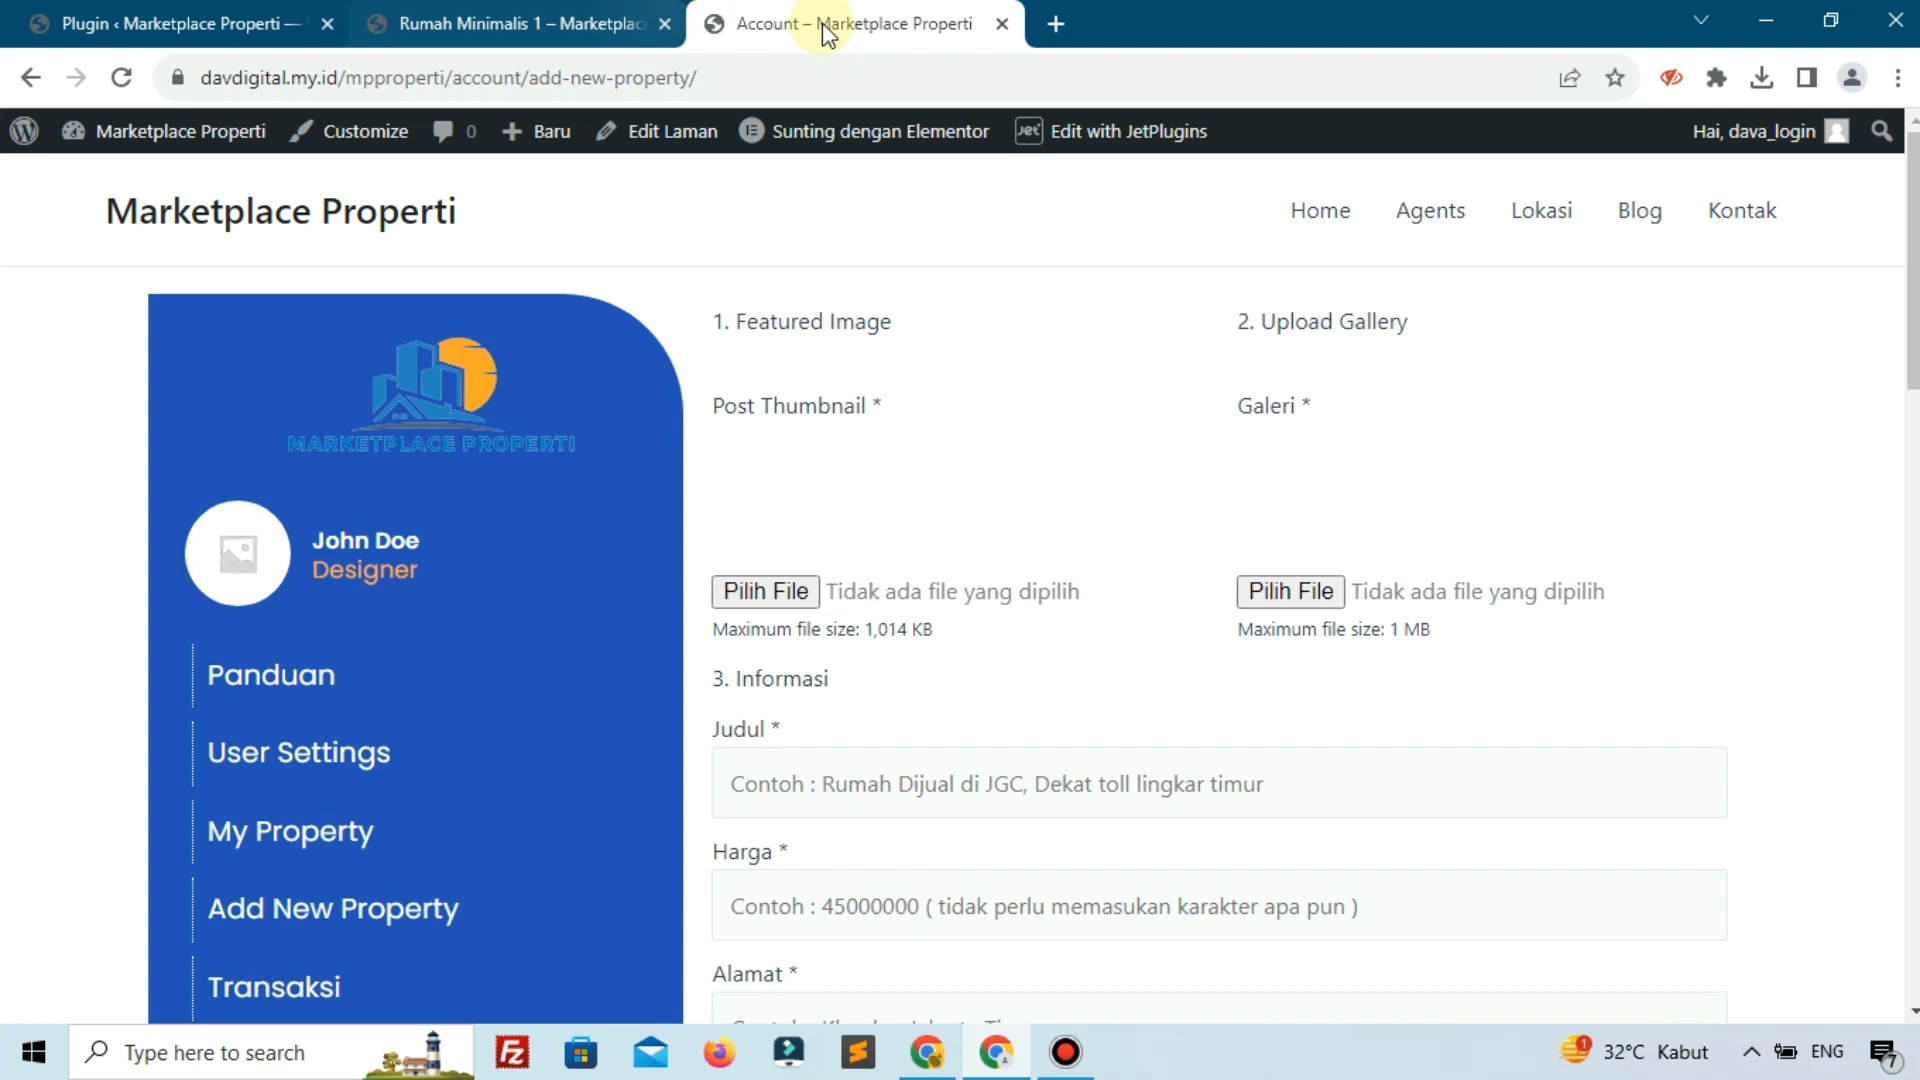 Plugin ‹ Marketplace Properti —
Rumah Minimalis 1 – Marketplac
Account – Marketplace Properti
davdigital.my.id/mpproperti/account/add-new-property/
Marketplace Properti
Customize
0
Baru
Edit Laman
Sunting dengan Elementor
Jet
Edit with JetPlugins
Hai, dava_login
Marketplace Properti
Home
Agents
Lokasi
Blog
Kontak
MARKETPLACE PROPERTI
John Doe
Designer
Panduan
User Settings
My Property
Add New Property
Transaksi
1. Featured Image
2. Upload Gallery
Post Thumbnail *
Galeri *
Pilih File Tidak ada file yang dipilih
Pilih File Tidak ada file yang dipilih
Maximum file size: 1,014 KB
Maximum file size: 1 MB
3. Informasi
Judul *
Contoh : Rumah Dijual di JGC, Dekat toll lingkar timur
Harga *
Contoh : 45000000 ( tidak perlu memasukan karakter apa pun )
Alamat *
Type here to search
Fz
1
32°C Kabut
ENG
7